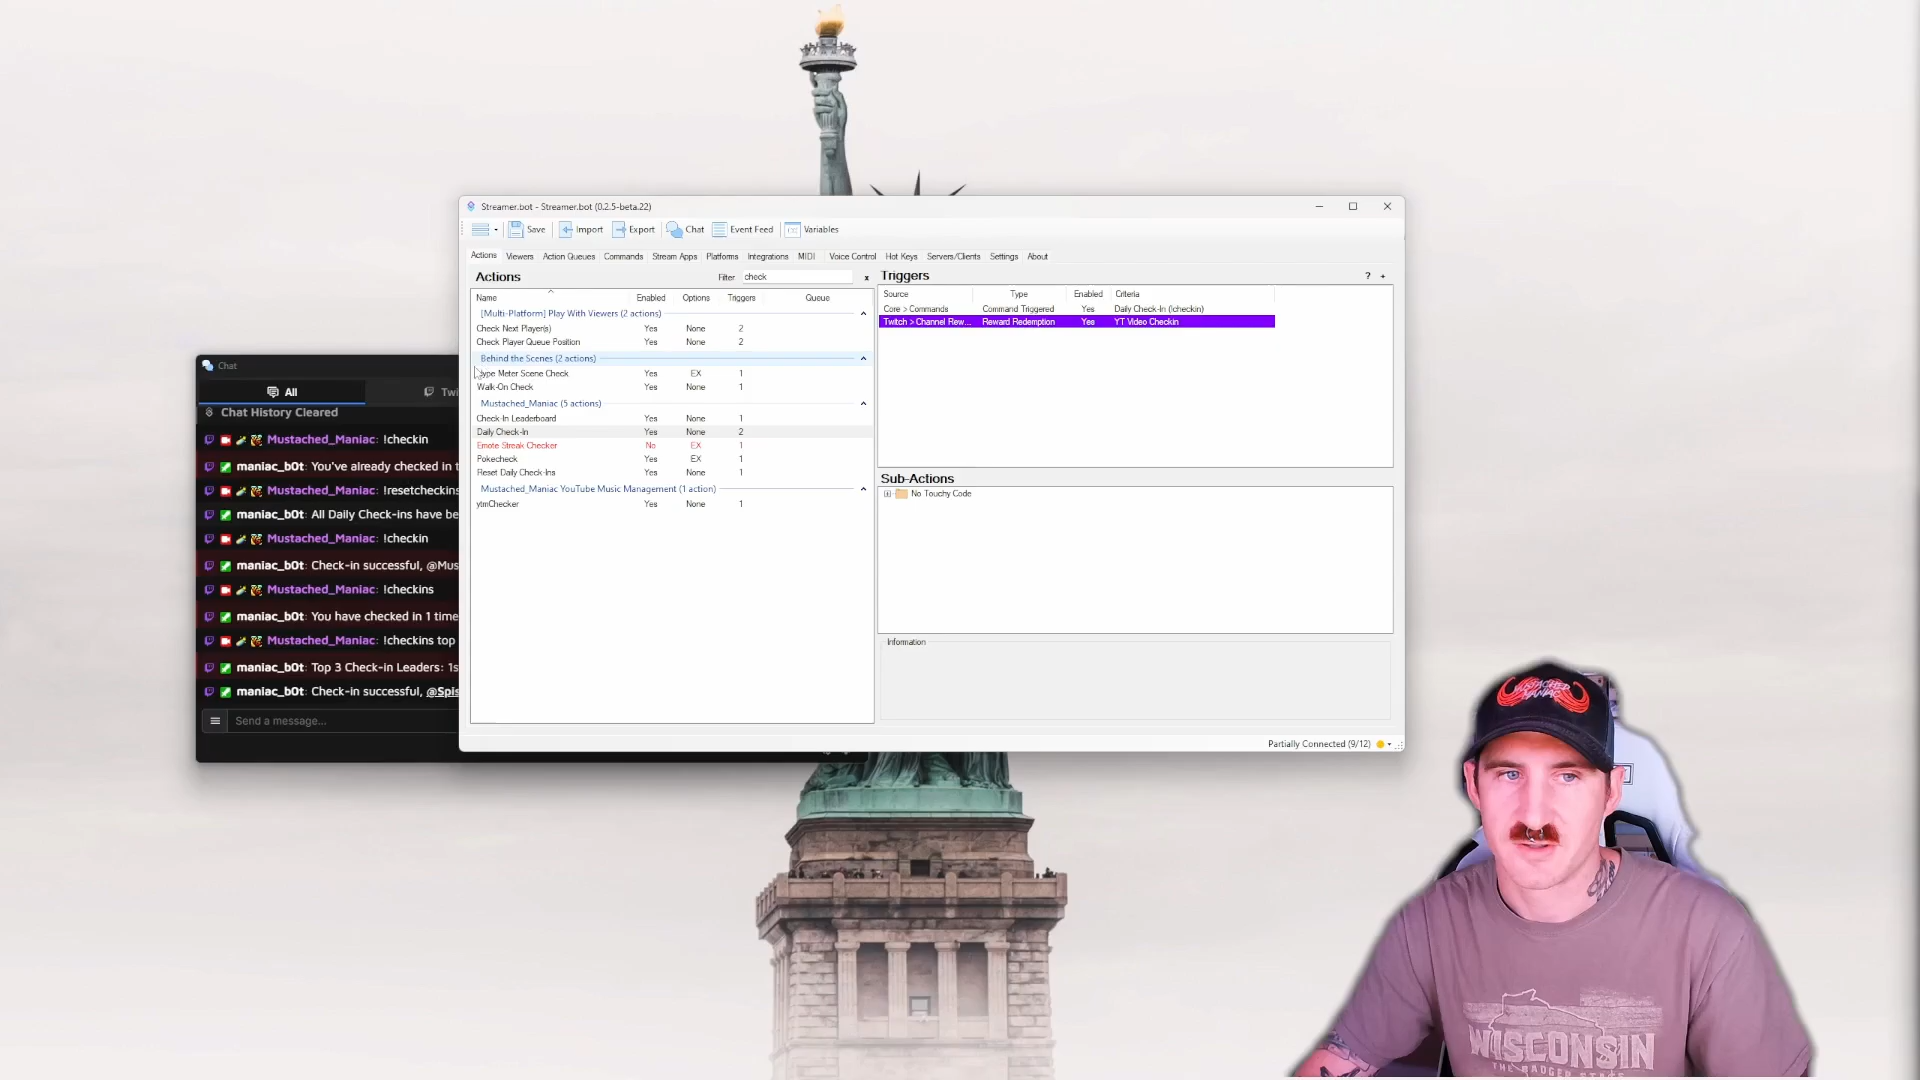 Streamer.bot - Streamer.bot (0.2.5-beta.22)
Save
Import
Export
Chat
Event Feed
Variables
Actions
Viewers
Action Queues
Commands
Stream Apps
Platforms
Integrations
MIDI
Voice Control
Hot Keys
Servers/Clients
Settings
About
Actions
Filter check x
Name Enabled Options Triggers Queue
[Multi-Platform] Play With Viewers (2 actions)
Check Next Player(s) Yes None 2
Check Player Queue Position Yes None 2
Behind the Scenes (2 actions)
Hype Meter Scene Check Yes EX 1
Walk-On Check Yes None 1
Mustached_Maniac (5 actions)
Check-In Leaderboard Yes None 1
Daily Check-In Yes None 2
Emote Streak Checker No EX 1
Pokecheck Yes EX 1
Reset Daily Check-Ins Yes None 1
Mustached_Maniac YouTube Music Management (1 action)
ytmChecker Yes None 1
Triggers ? +
Source Type Enabled Criteria
Core > Commands Command Triggered Yes Daily Check-In (!checkin)
Twitch > Channel Rew... Reward Redemption Yes YT Video Checkin
Sub-Actions
No Touchy Code
Information
Partially Connected (9/12)
Chat
All
Twi
Chat History Cleared
Mustached_Maniac: !checkin
maniac_b0t: You've already checked in t
Mustached_Maniac: !resetcheckins
maniac_b0t: All Daily Check-ins have be
Mustached_Maniac: !checkin
maniac_b0t: Check-in successful, @Mus
Mustached_Maniac: !checkins
maniac_b0t: You have checked in 1 time
Mustached_Maniac: !checkins top
maniac_b0t: Top 3 Check-in Leaders: 1s
maniac_b0t: Check-in successful, @Spis
Send a message...
MUSTACHED
MANIAC
WISCONSIN
THE BADGER STATE